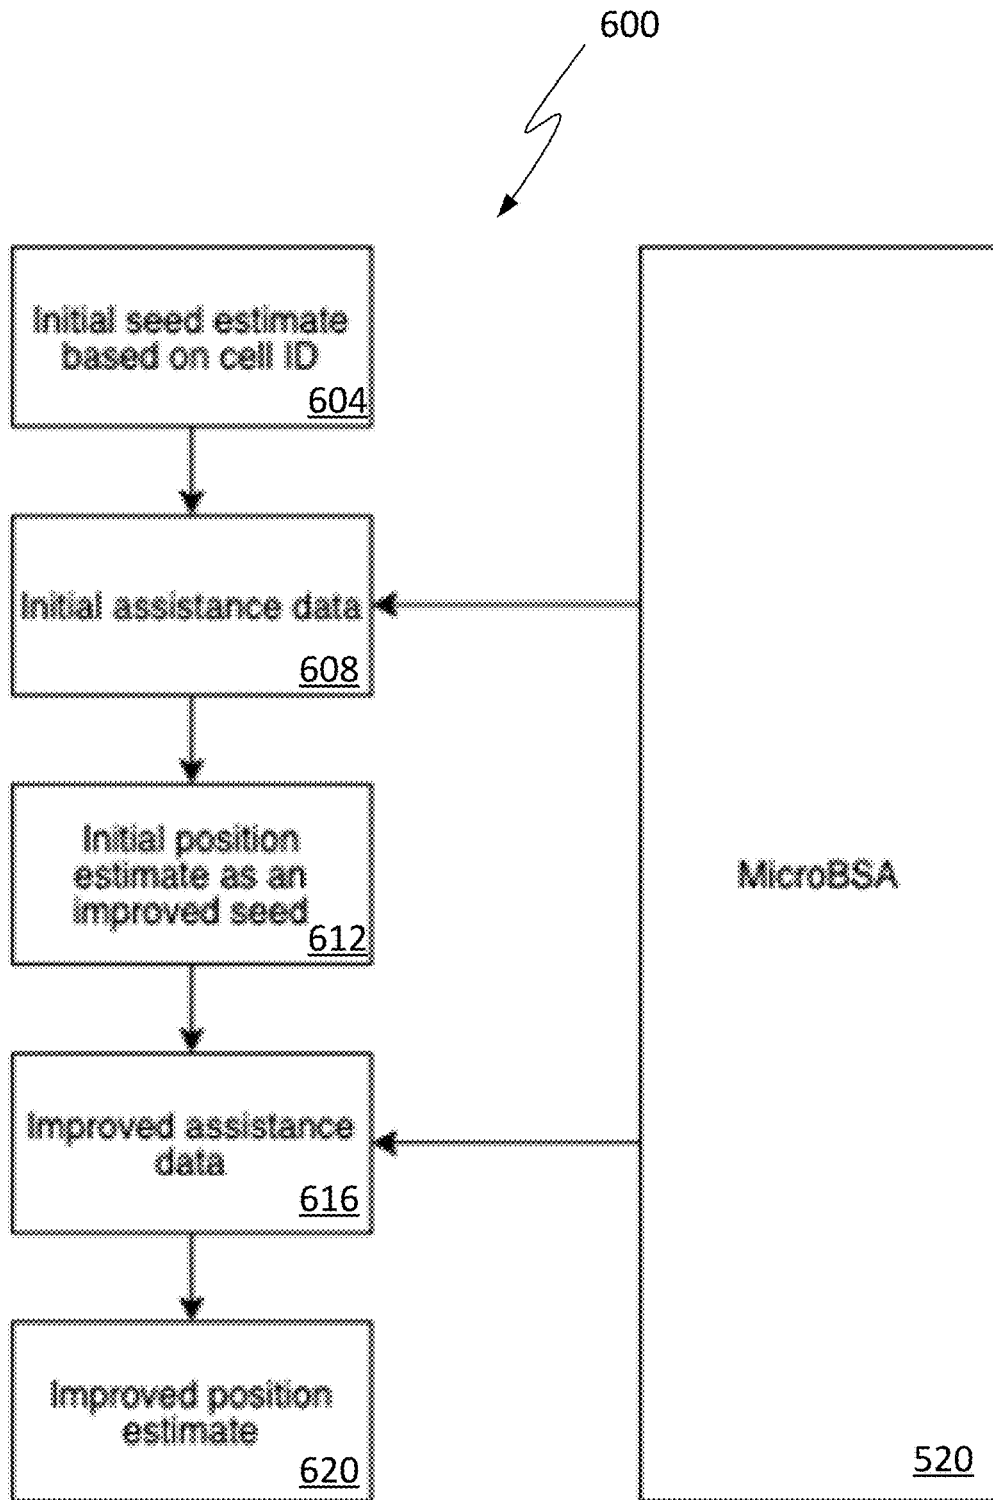 600
Initial seed estimate
based on cell ID
604
Initial assistance data
608
Initial position
estimate as an
improved seed
612
MicroBSA
Improved assistance
data
616
Improved position
estimate
620
520